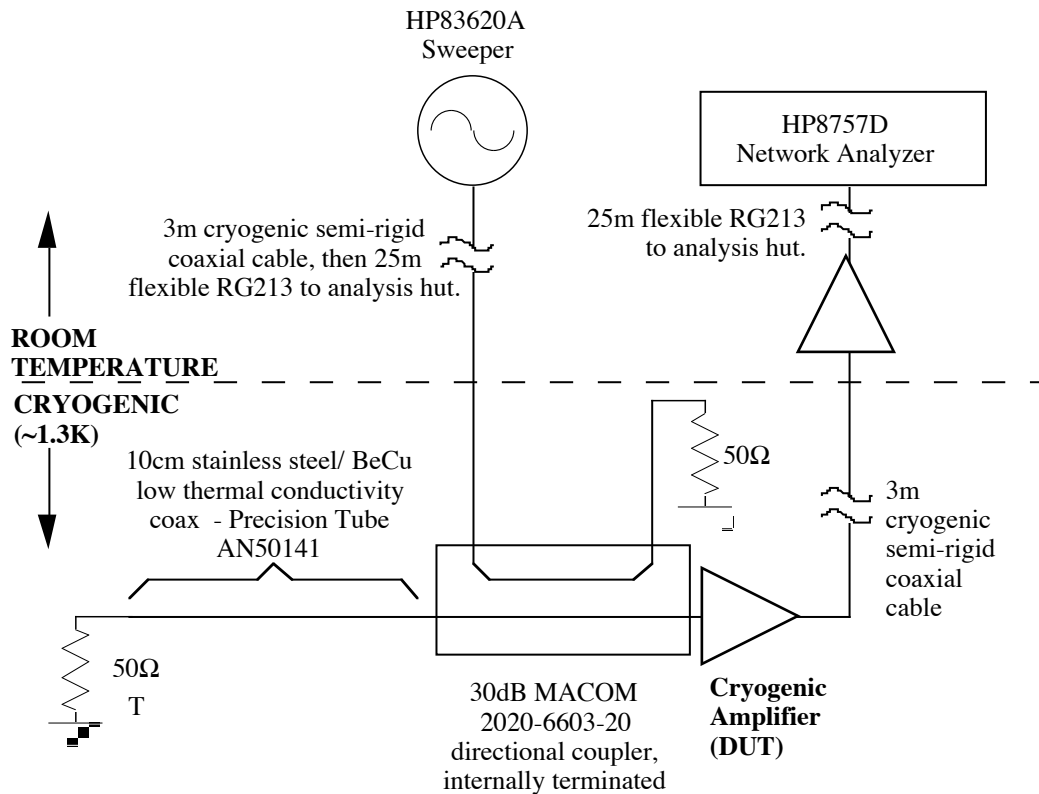 HP83620A
Sweeper
HP8757D
Network Analyzer
3m cryogenic semi-rigid
coaxial cable, then 25m
flexible RG213 to analysis hut.
25m flexible RG213
to analysis hut.
ROOM
TEMPERATURE
CRYOGENIC
(~1.3K)
10cm stainless steel/ BeCu
low thermal conductivity
coax - Precision Tube
AN50141
50Ω
3m
cryogenic
semi-rigid
coaxial
cable
50Ω
T
30dB MACOM
2020-6603-20
directional coupler,
internally terminated
Cryogenic
Amplifier
(DUT)